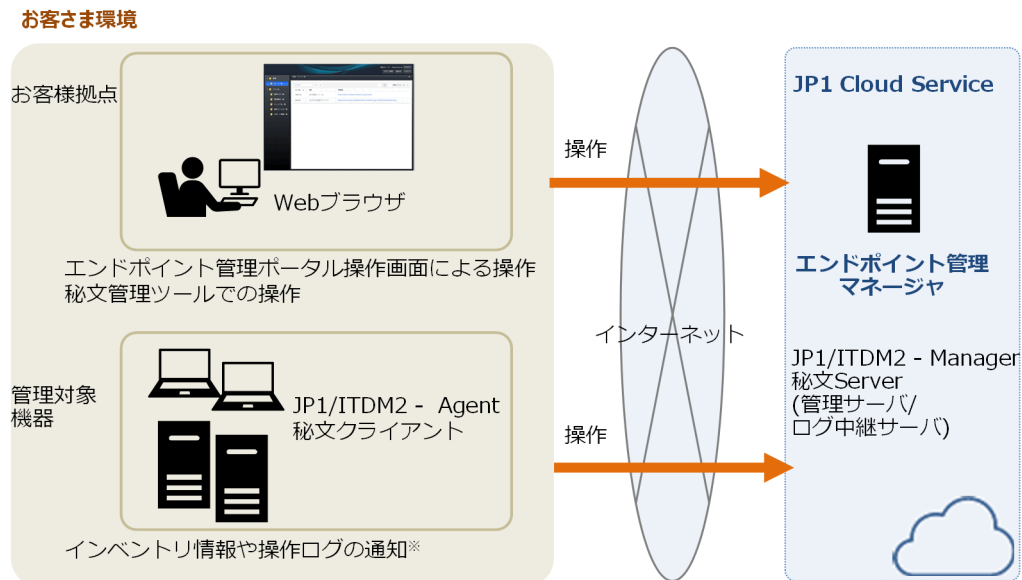 お客さま環境
お客様拠点
Webブラウザ
エンドポイント管理ポータル操作画面による操作
秘文管理ツールでの操作
管理対象
機器
JP1/ITDM2 - Agent
秘文クライアント
インベントリ情報や操作ログの通知※
操作
インターネット
操作
JP1 Cloud Service
エンドポイント管理
マネージャ
JP1/ITDM2 - Manager
秘文Server
(管理サーバ/
ログ中継サーバ)